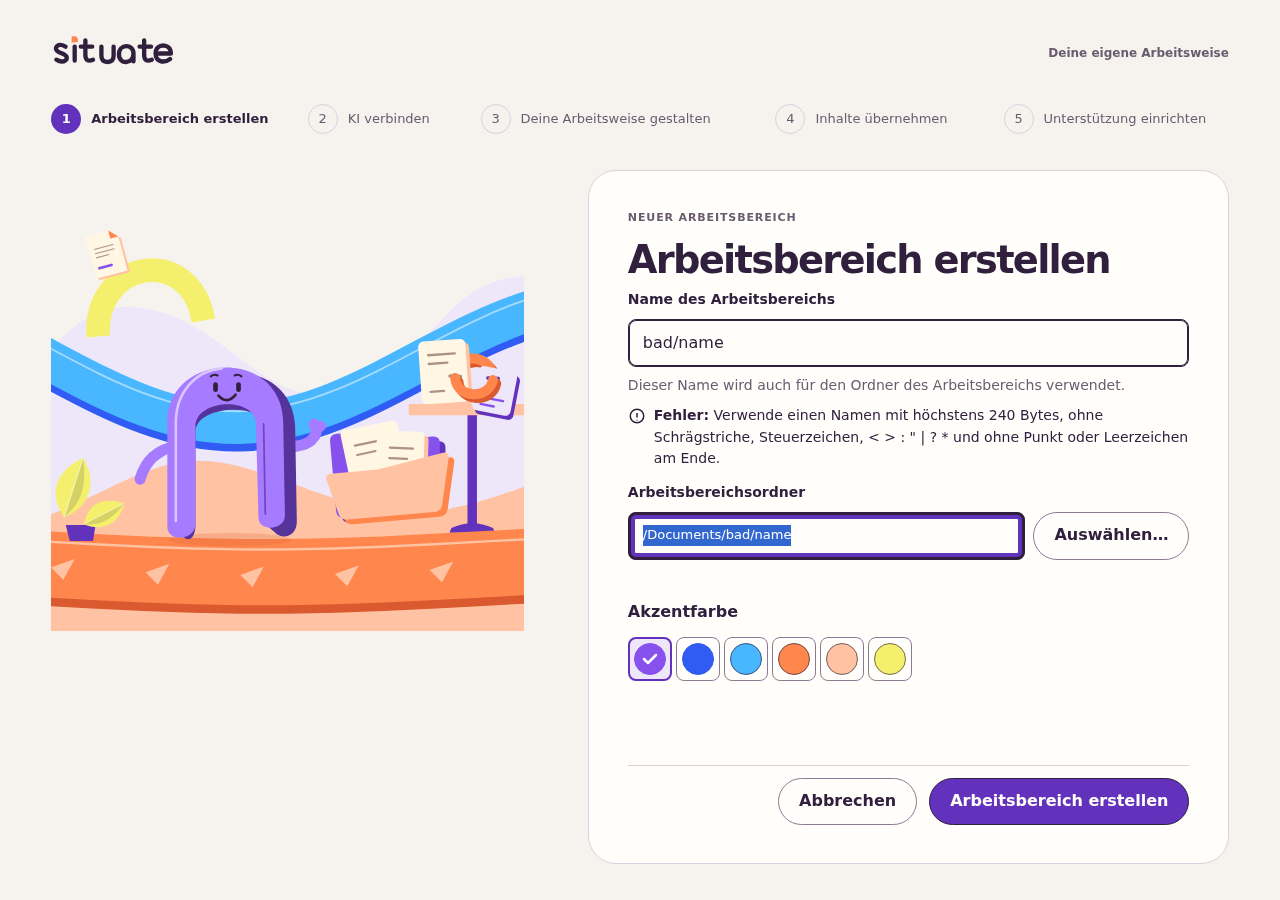 situate
Deine eigene Arbeitsweise
1 Arbeitsbereich erstellen
2 KI verbinden
3 Deine Arbeitsweise gestalten
4 Inhalte übernehmen
5 Unterstützung einrichten
NEUER ARBEITSBEREICH
Arbeitsbereich erstellen
Name des Arbeitsbereichs
bad/name
Dieser Name wird auch für den Ordner des Arbeitsbereichs verwendet.
Fehler: Verwende einen Namen mit höchstens 240 Bytes, ohne
Schrägstriche, Steuerzeichen, < > : " | ? * und ohne Punkt oder Leerzeichen
am Ende.
Arbeitsbereichsordner
/Documents/bad/name
Auswählen…
Akzentfarbe
Abbrechen
Arbeitsbereich erstellen